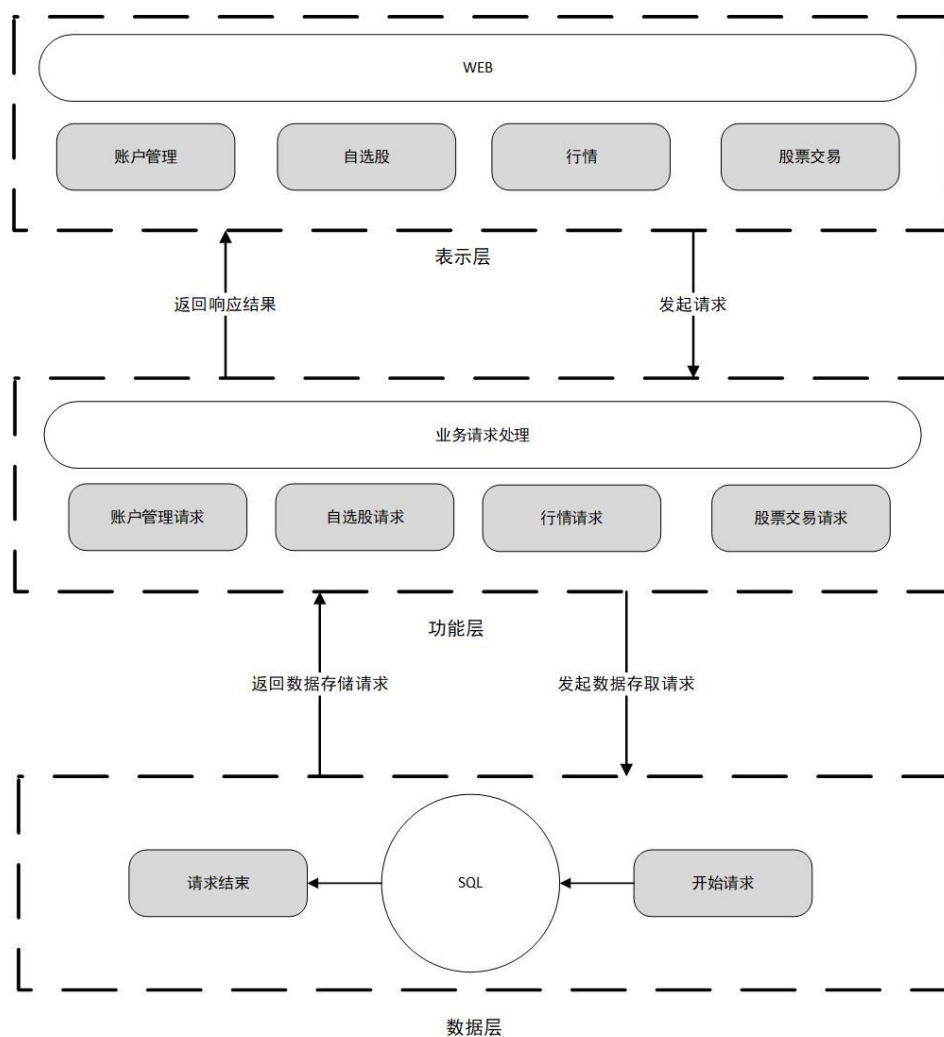 WEB
账户管理
自选股
行情
股票交易
表示层
返回响应结果
发起请求
业务请求处理
账户管理请求
自选股请求
行情请求
股票交易请求
功能层
返回数据存储请求
发起数据存取请求
请求结束
SQL
开始请求
数据层